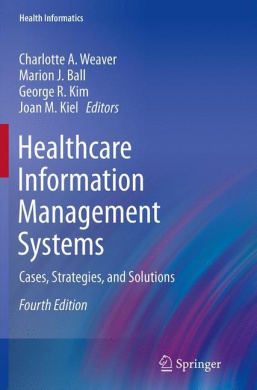 Health Informatics
Charlotte A. Weaver
Marion J. Ball
George R. Kim
Joan M. Kiel Editors
Healthcare
Information
Management
Systems
Cases, Strategies, and Solutions
Fourth Edition
Springer